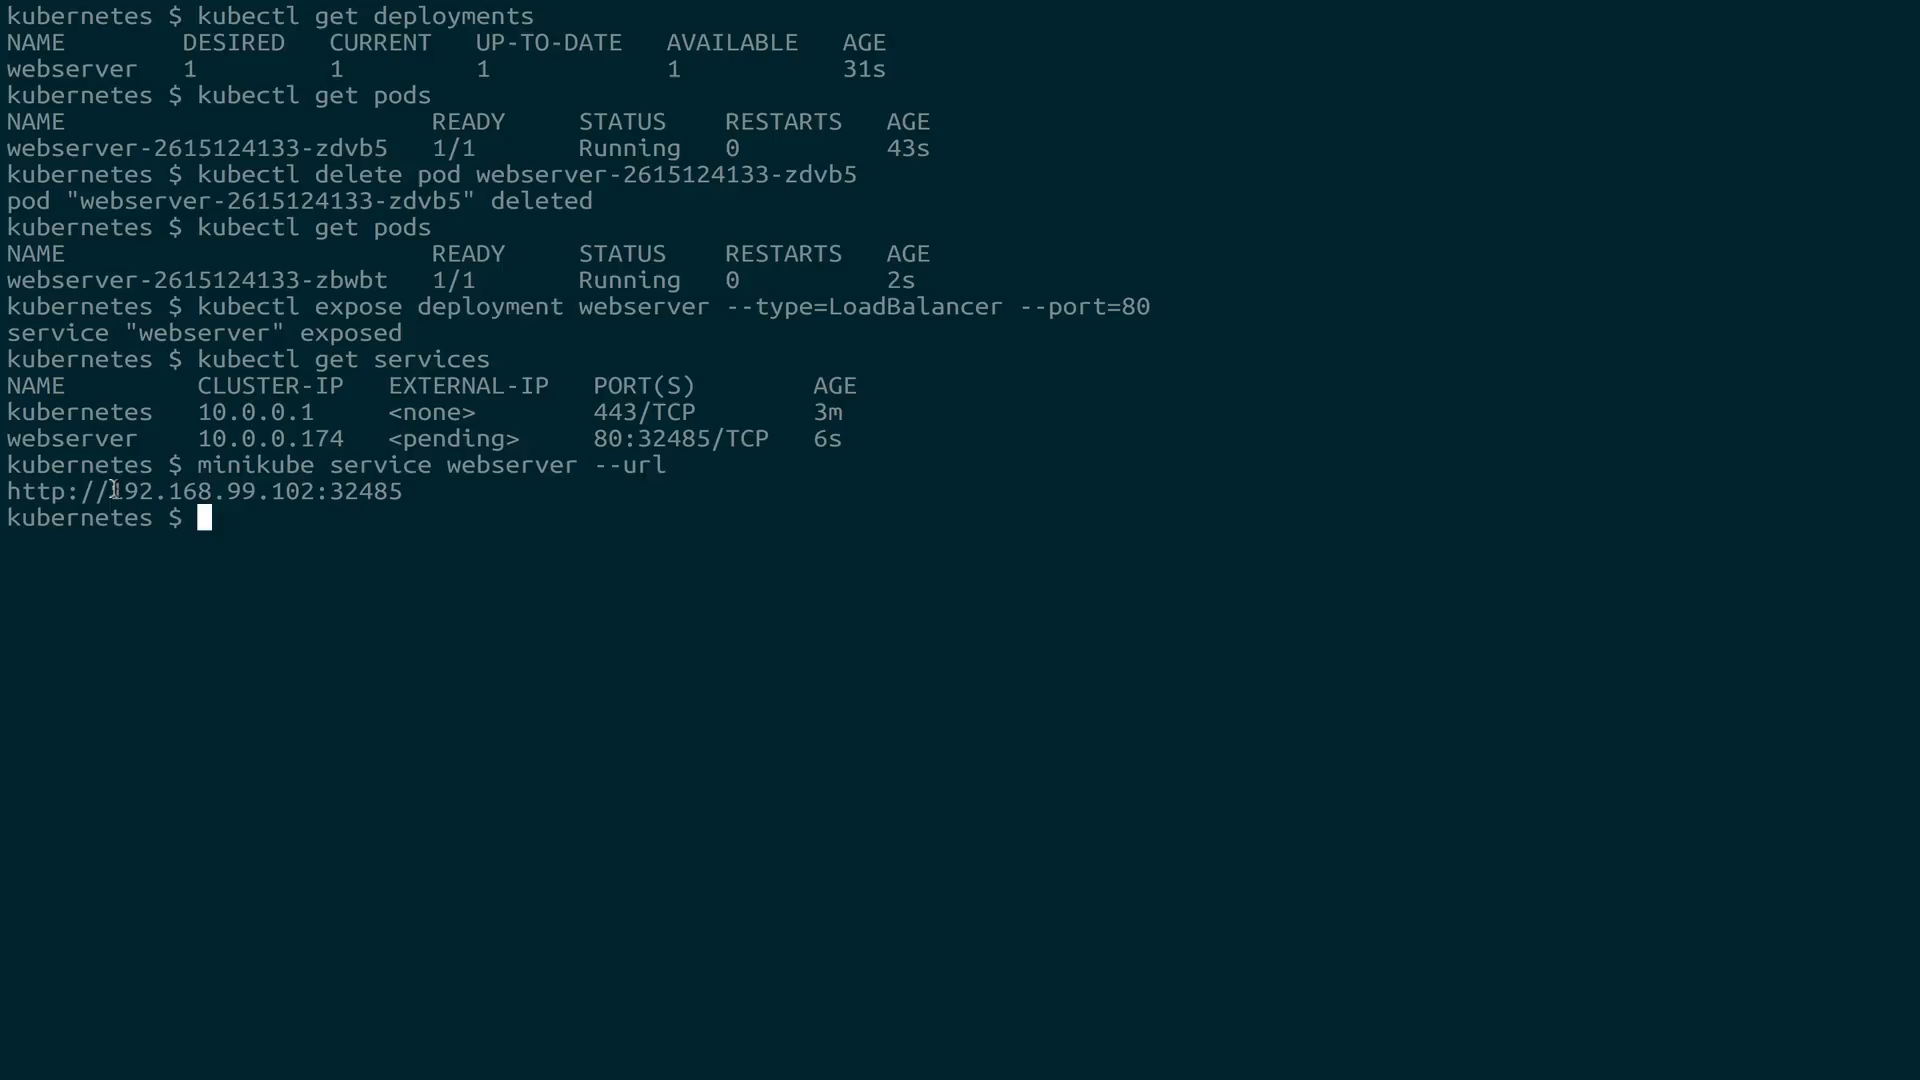 kubernetes $ kubectl get deployments
NAME DESIRED CURRENT UP-TO-DATE AVAILABLE AGE
webserver 1 1 1 1 31s
kubernetes $ kubectl get pods
NAME READY STATUS RESTARTS AGE
webserver-2615124133-zdvb5 1/1 Running 0 43s
kubernetes $ kubectl delete pod webserver-2615124133-zdvb5
pod "webserver-2615124133-zdvb5" deleted
kubernetes $ kubectl get pods
NAME READY STATUS RESTARTS AGE
webserver-2615124133-zbwbt 1/1 Running 0 2s
kubernetes $ kubectl expose deployment webserver --type=LoadBalancer --port=80
service "webserver" exposed
kubernetes $ kubectl get services
NAME CLUSTER-IP EXTERNAL-IP PORT(S) AGE
kubernetes 10.0.0.1 <none> 443/TCP 3m
webserver 10.0.0.174 <pending> 80:32485/TCP 6s
kubernetes $ minikube service webserver --url
http://192.168.99.102:32485
kubernetes $